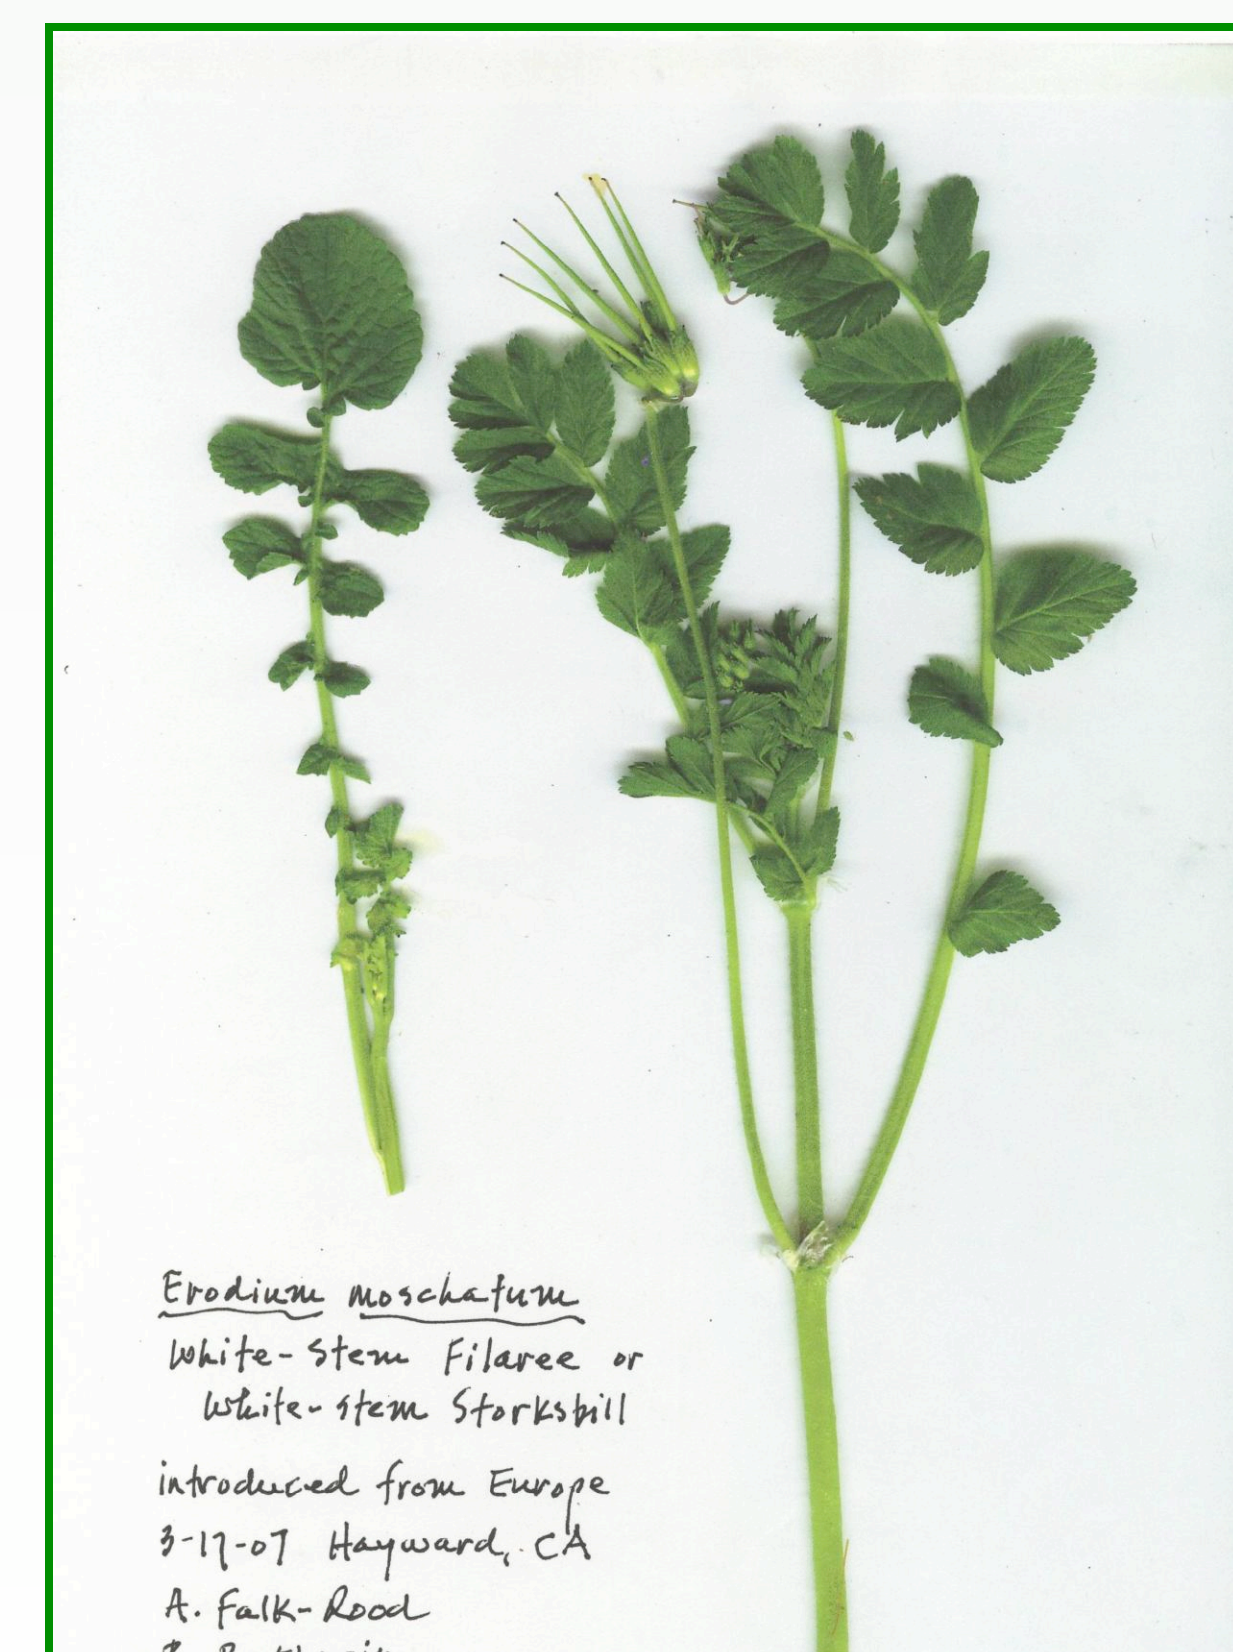 Erodium moschatum
White-Stem Filaree or
White-stem Storksbill
introduced from Europe
3-17-07 Hayward, CA
A. Falk-Rood